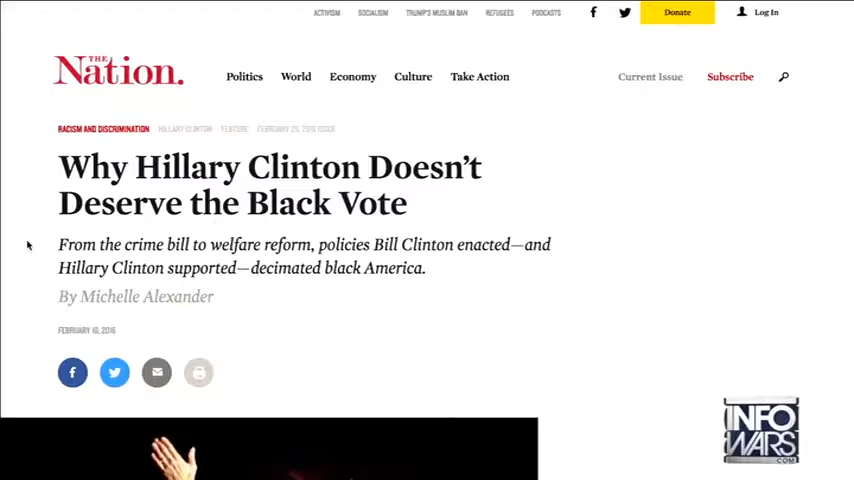 ACTIVISM SOCIALISM TRUMP'S MUSLIM BAN REFUGEES PODCASTS Donate Log In
THE
Nation.
Politics World Economy Culture Take Action Current Issue Subscribe
RACISM AND DISCRIMINATION HILLARY CLINTON FEATURE FEBRUARY 29, 2016 ISSUE
Why Hillary Clinton Doesn't
Deserve the Black Vote
From the crime bill to welfare reform, policies Bill Clinton enacted—and
Hillary Clinton supported—decimated black America.
By Michelle Alexander
FEBRUARY 10, 2016
INFO
WARS
.COM